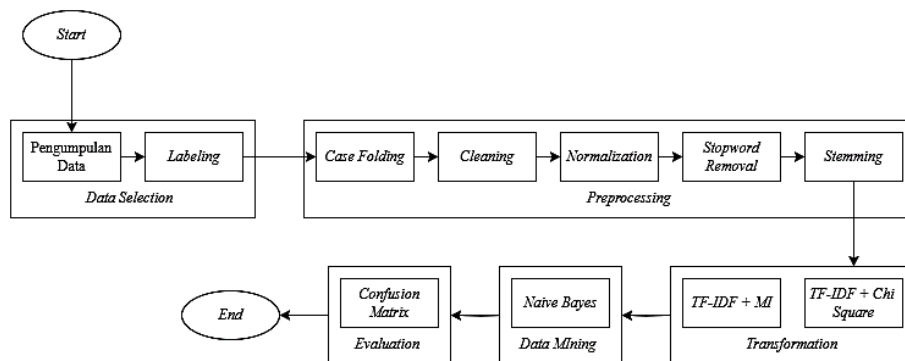 Start
Pengumpulan
Data
Labeling
Data Selection
Case Folding
Cleaning
Normalization
Stopword
Removal
Stemming
Preprocessing
TF-IDF + Chi
Square
TF-IDF + MI
Transformation
Naive Bayes
Data MIning
Confusion
Matrix
Evaluation
End